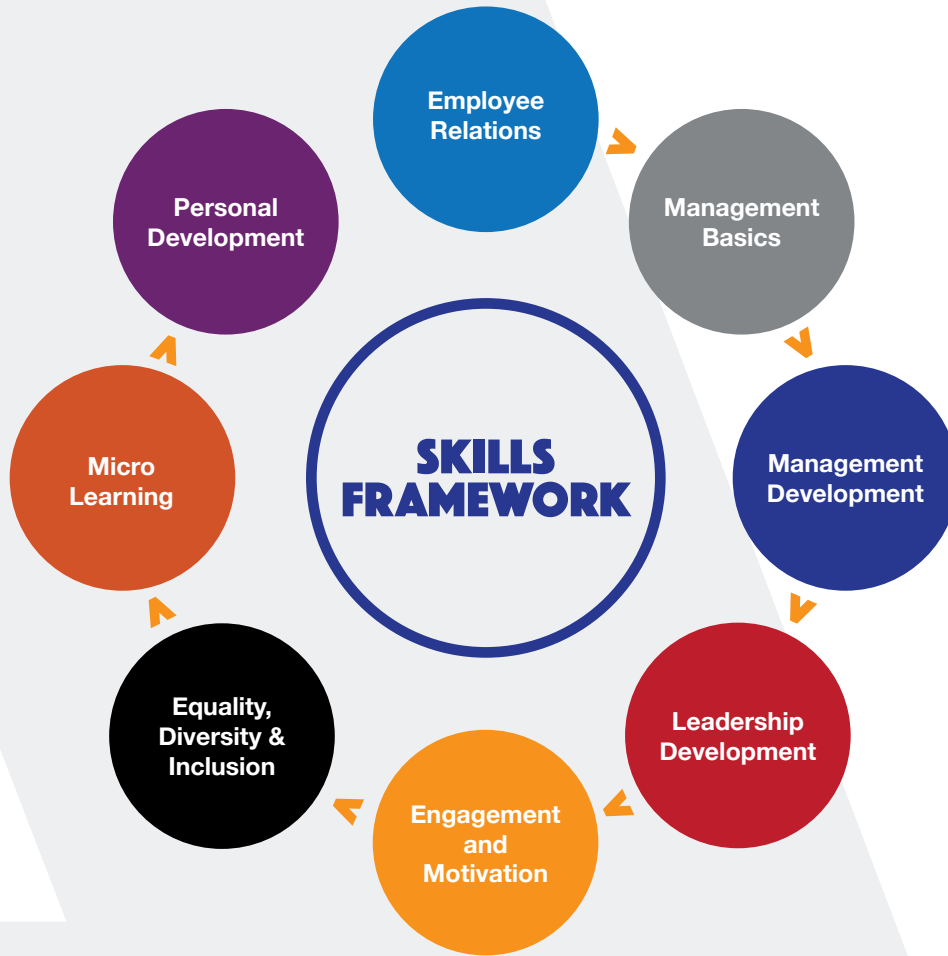 Employee
Relations
Management
Basics
Management
Development
Leadership
Development
Engagement
and
Motivation
Equality,
Diversity &
Inclusion
Micro
Learning
Personal
Development
SKILLS
FRAMEWORK